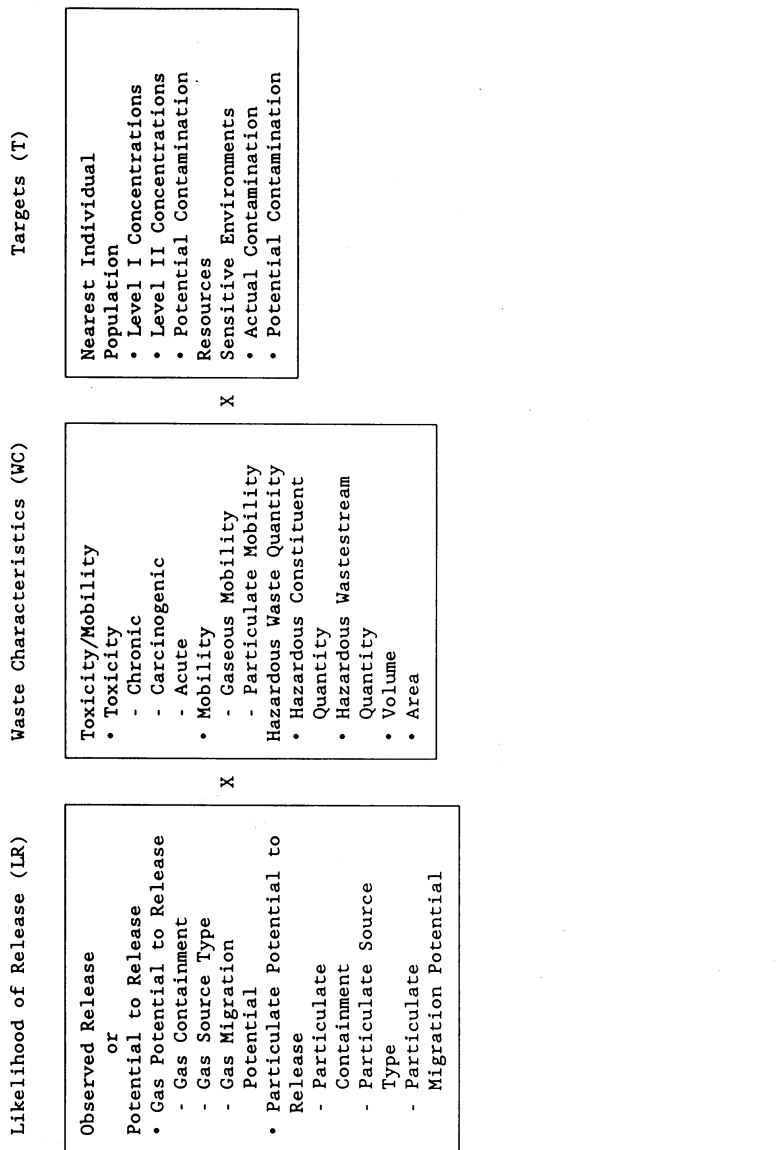 Likelihood of Release (LR)
Observed Release
or
Potential to Release
• Gas Potential to Release
- Gas Containment
- Gas Source Type
- Gas Migration
Potential
• Particulate Potential to
Release
- Particulate
Containment
- Particulate Source
Type
- Particulate
Migration Potential
X
Waste Characteristics (WC)
Toxicity/Mobility
• Toxicity
- Chronic
- Carcinogenic
- Acute
• Mobility
- Gaseous Mobility
- Particulate Mobility
Hazardous Waste Quantity
• Hazardous Constituent
Quantity
• Hazardous Wastestream
Quantity
• Volume
• Area
X
Targets (T)
Nearest Individual
Population
• Level I Concentrations
• Level II Concentrations
• Potential Contamination
Resources
Sensitive Environments
• Actual Contamination
• Potential Contamination